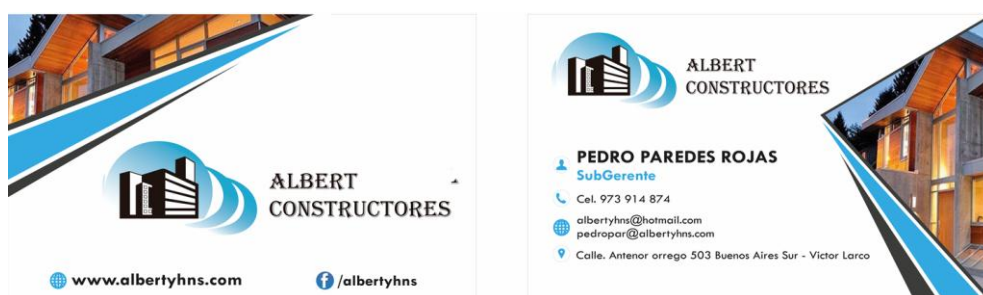 ALBERT
CONSTRUCTORES
www.albertyhns.com
/albertyhns
ALBERT
CONSTRUCTORES
PEDRO PAREDES ROJAS
SubGerente
Cel. 973 914 874
albertyhns@hotmail.com
pedropar@albertyhns.com
Calle. Antenor orrego 503 Buenos Aires Sur - Victor Larco